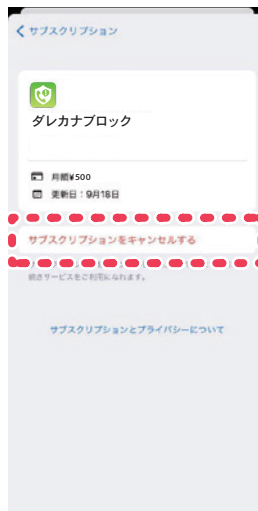 サブスクリプション
ダレカナブロック
月額¥500
更新日:9月18日
サブスクリプションをキャンセルする
続きサービスをご利用になれます。
サブスクリプションとプライバシーについて